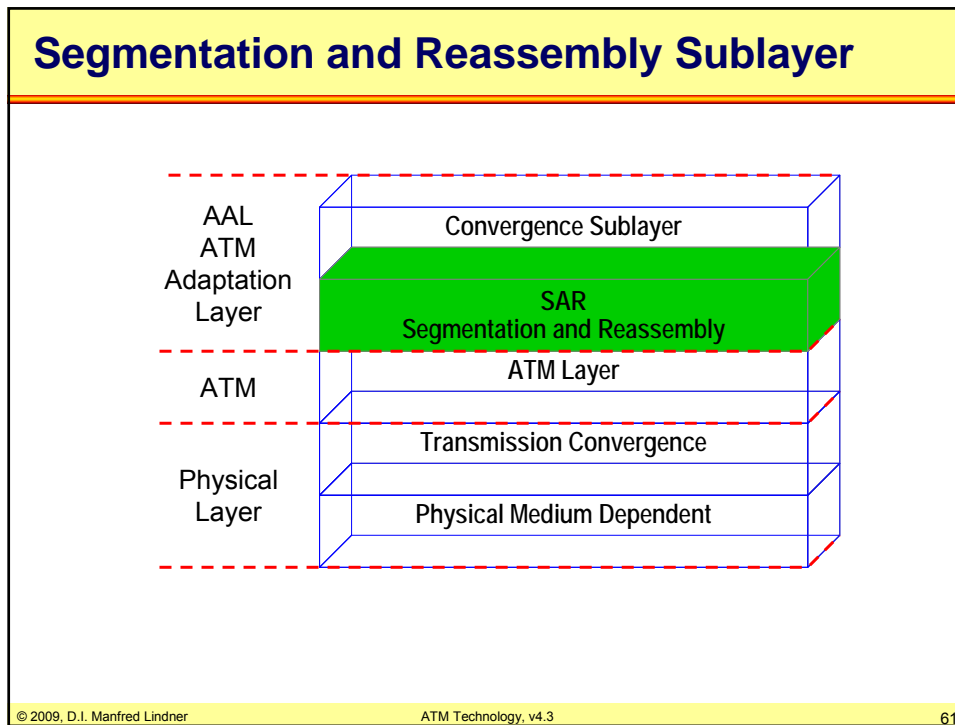 Segmentation and Reassembly Sublayer
AAL
ATM
Adaptation
Layer
Convergence Sublayer
SAR
Segmentation and Reassembly
ATM
ATM Layer
Physical
Layer
Transmission Convergence
Physical Medium Dependent
© 2009, D.I. Manfred Lindner
ATM Technology, v4.3
61